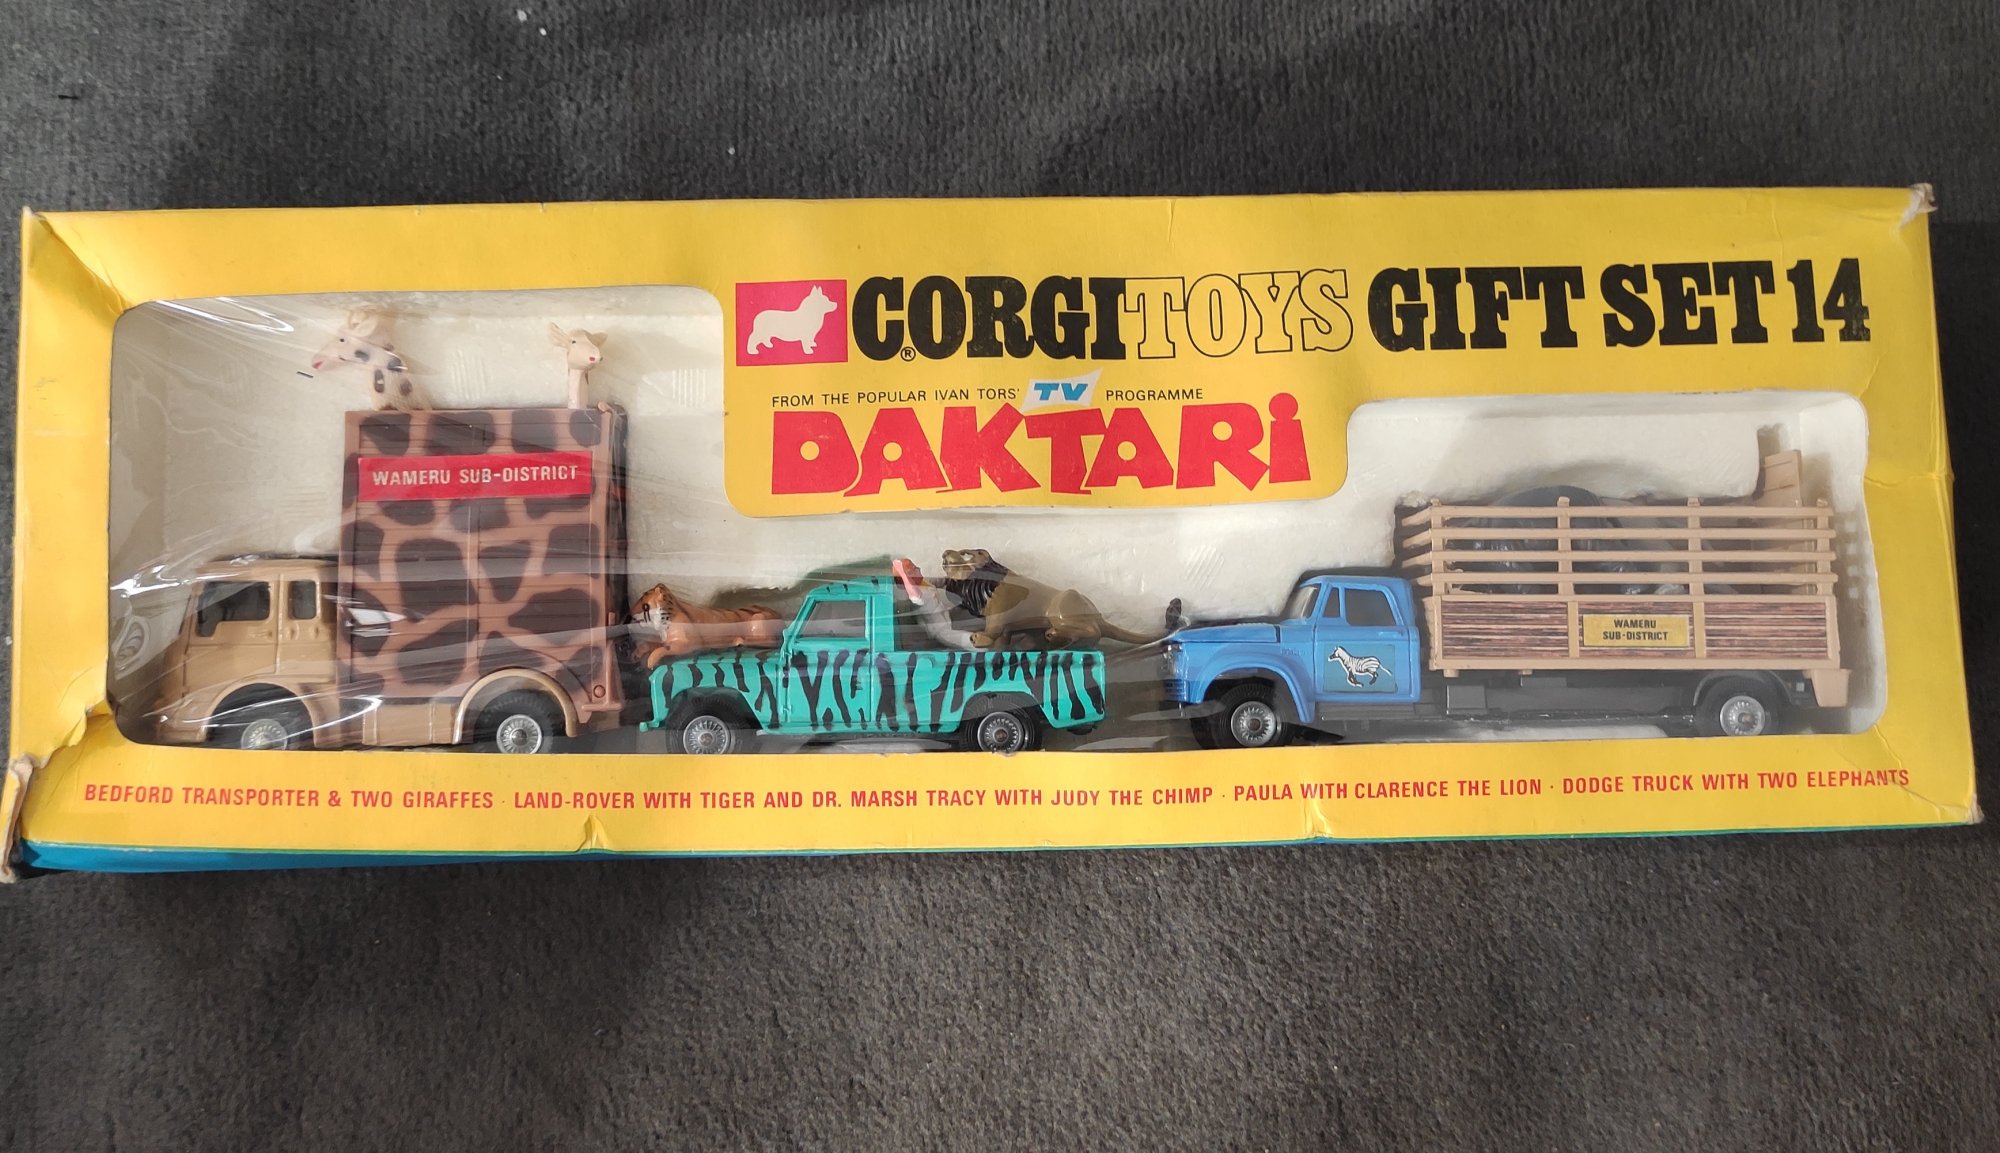 CORGI TOYS GIFT SET 14
®
FROM THE POPULAR IVAN TORS' TV PROGRAMME
DAKTARI
WAMERU SUB-DISTRICT
WAMERU
SUB-DISTRICT
BEDFORD TRANSPORTER & TWO GIRAFFES · LAND-ROVER WITH TIGER AND DR. MARSH TRACY WITH JUDY THE CHIMP · PAULA WITH CLARENCE THE LION · DODGE TRUCK WITH TWO ELEPHANTS